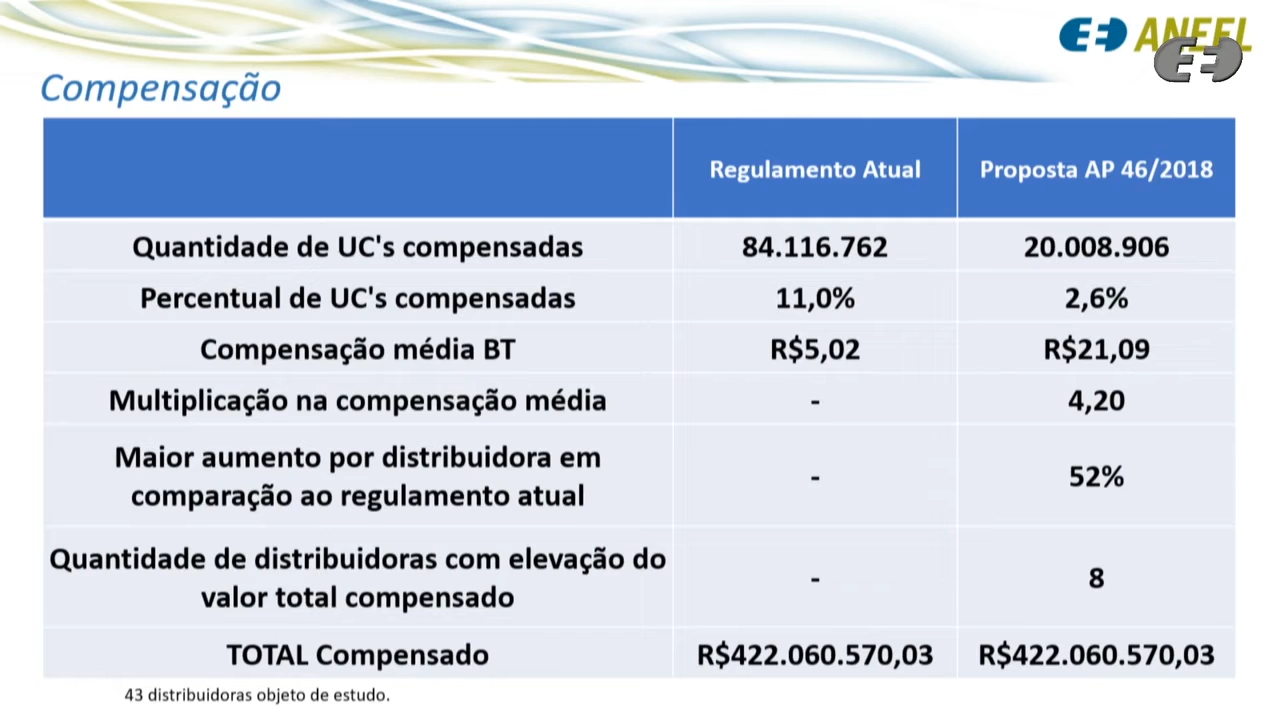 ANEEL
Compensação
Regulamento Atual
Proposta AP 46/2018
Quantidade de UC's compensadas
84.116.762
20.008.906
Percentual de UC's compensadas
11,0%
2,6%
Compensação média BT
R$5,02
R$21,09
Multiplicação na compensação média
-
4,20
Maior aumento por distribuidora em
comparação ao regulamento atual
-
52%
Quantidade de distribuidoras com elevação do
valor total compensado
-
8
TOTAL Compensado
R$422.060.570,03
R$422.060.570,03
43 distribuidoras objeto de estudo.